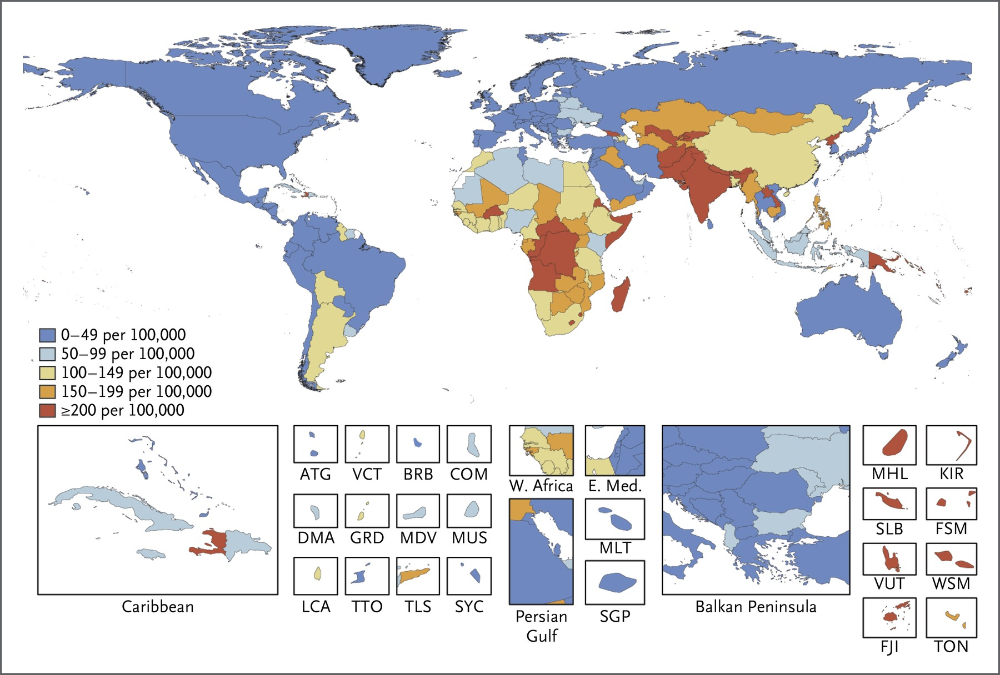 0–49 per 100,000
50–99 per 100,000
100–149 per 100,000
150–199 per 100,000
≥200 per 100,000
Caribbean
ATG
VCT
BRB
COM
DMA
GRD
MDV
MUS
LCA
TTO
TLS
SYC
W. Africa
E. Med.
Persian
Gulf
MLT
SGP
Balkan Peninsula
MHL
KIR
SLB
FSM
VUT
WSM
FJI
TON